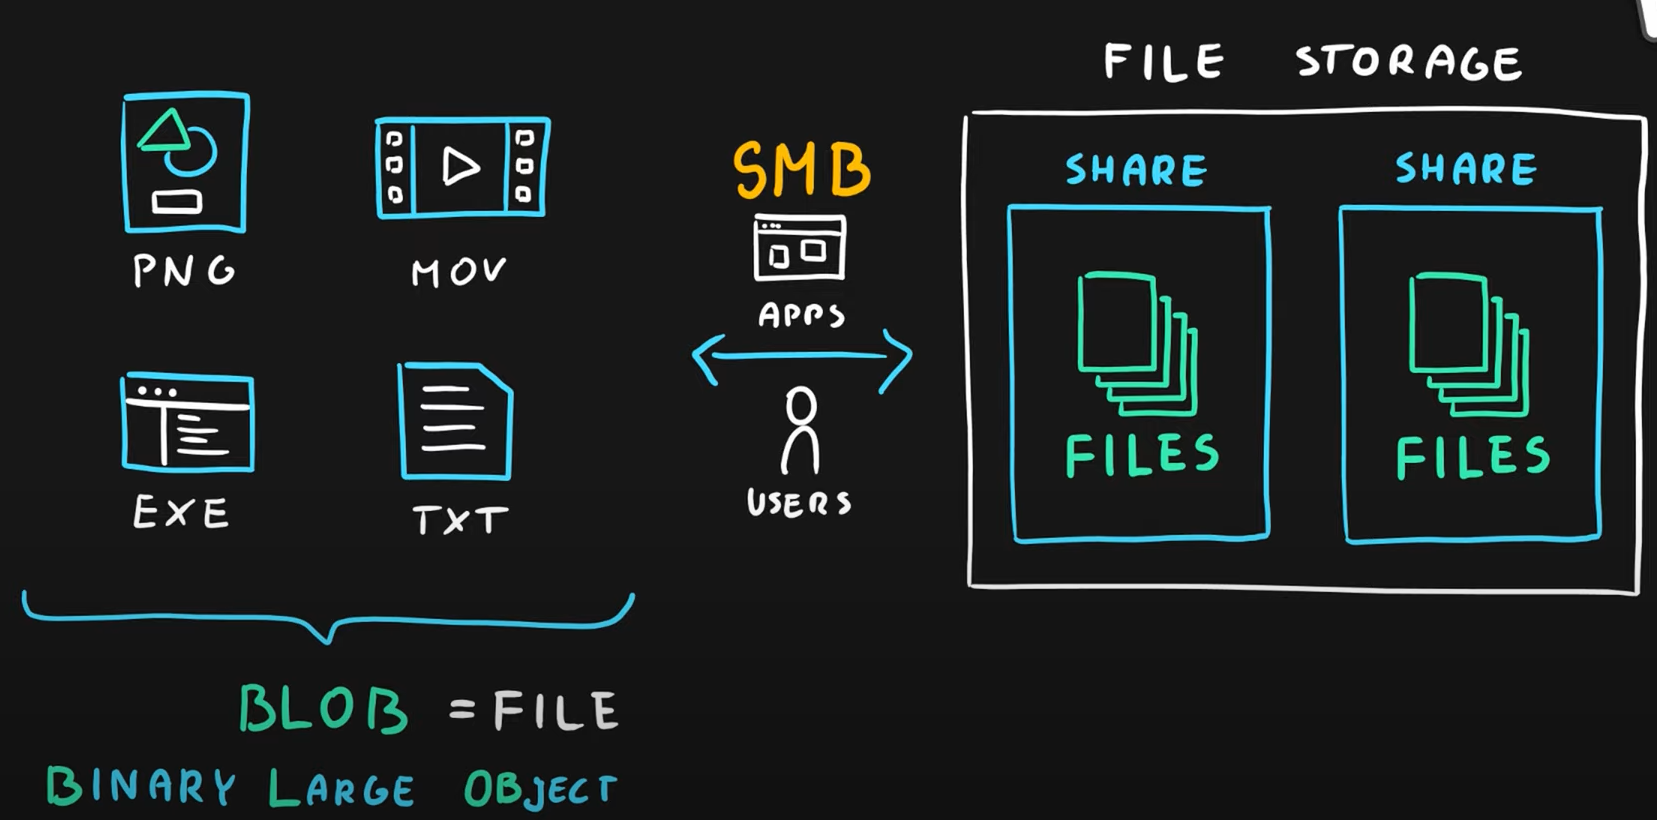 PNG
MOV
EXE
TXT
BLOB = FILE
BINARY LARGE OBJECT
SMB
APPS
USERS
FILE STORAGE
SHARE
FILES
SHARE
FILES